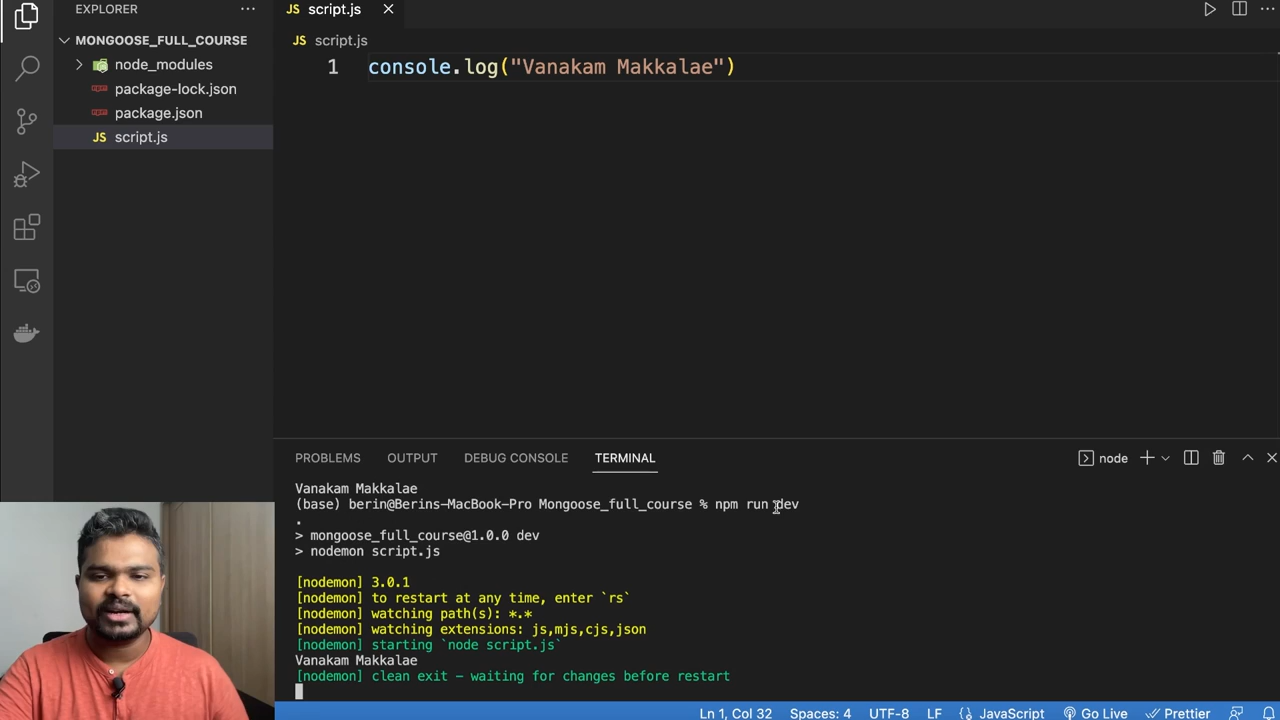 EXPLORER
MONGOOSE_FULL_COURSE
node_modules
package-lock.json
package.json
JS script.js
JS script.js
JS script.js
1 console.log("Vanakam Makkalae")
PROBLEMS OUTPUT DEBUG CONSOLE TERMINAL
node
Vanakam Makkalae
(base) berin@Berins-MacBook-Pro Mongoose_full_course % npm run dev
.
> mongoose_full_course@1.0.0 dev
> nodemon script.js
[nodemon] 3.0.1
[nodemon] to restart at any time, enter `rs`
[nodemon] watching path(s): *.*
[nodemon] watching extensions: js,mjs,cjs,json
[nodemon] starting `node script.js`
Vanakam Makkalae
[nodemon] clean exit - waiting for changes before restart
Ln 1, Col 32 Spaces: 4 UTF-8 LF {} JavaScript Go Live Prettier